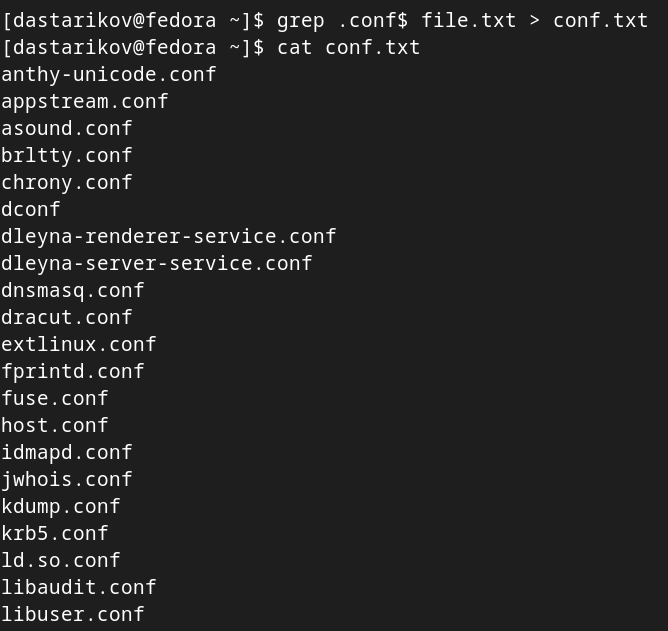 [dastarikov@fedora ~]$ grep .conf$ file.txt > conf.txt
[dastarikov@fedora ~]$ cat conf.txt
anthy-unicode.conf
appstream.conf
asound.conf
brltty.conf
chrony.conf
dconf
dleyna-renderer-service.conf
dleyna-server-service.conf
dnsmasq.conf
dracut.conf
extlinux.conf
fprintd.conf
fuse.conf
host.conf
idmapd.conf
jwhois.conf
kdump.conf
krb5.conf
ld.so.conf
libaudit.conf
libuser.conf